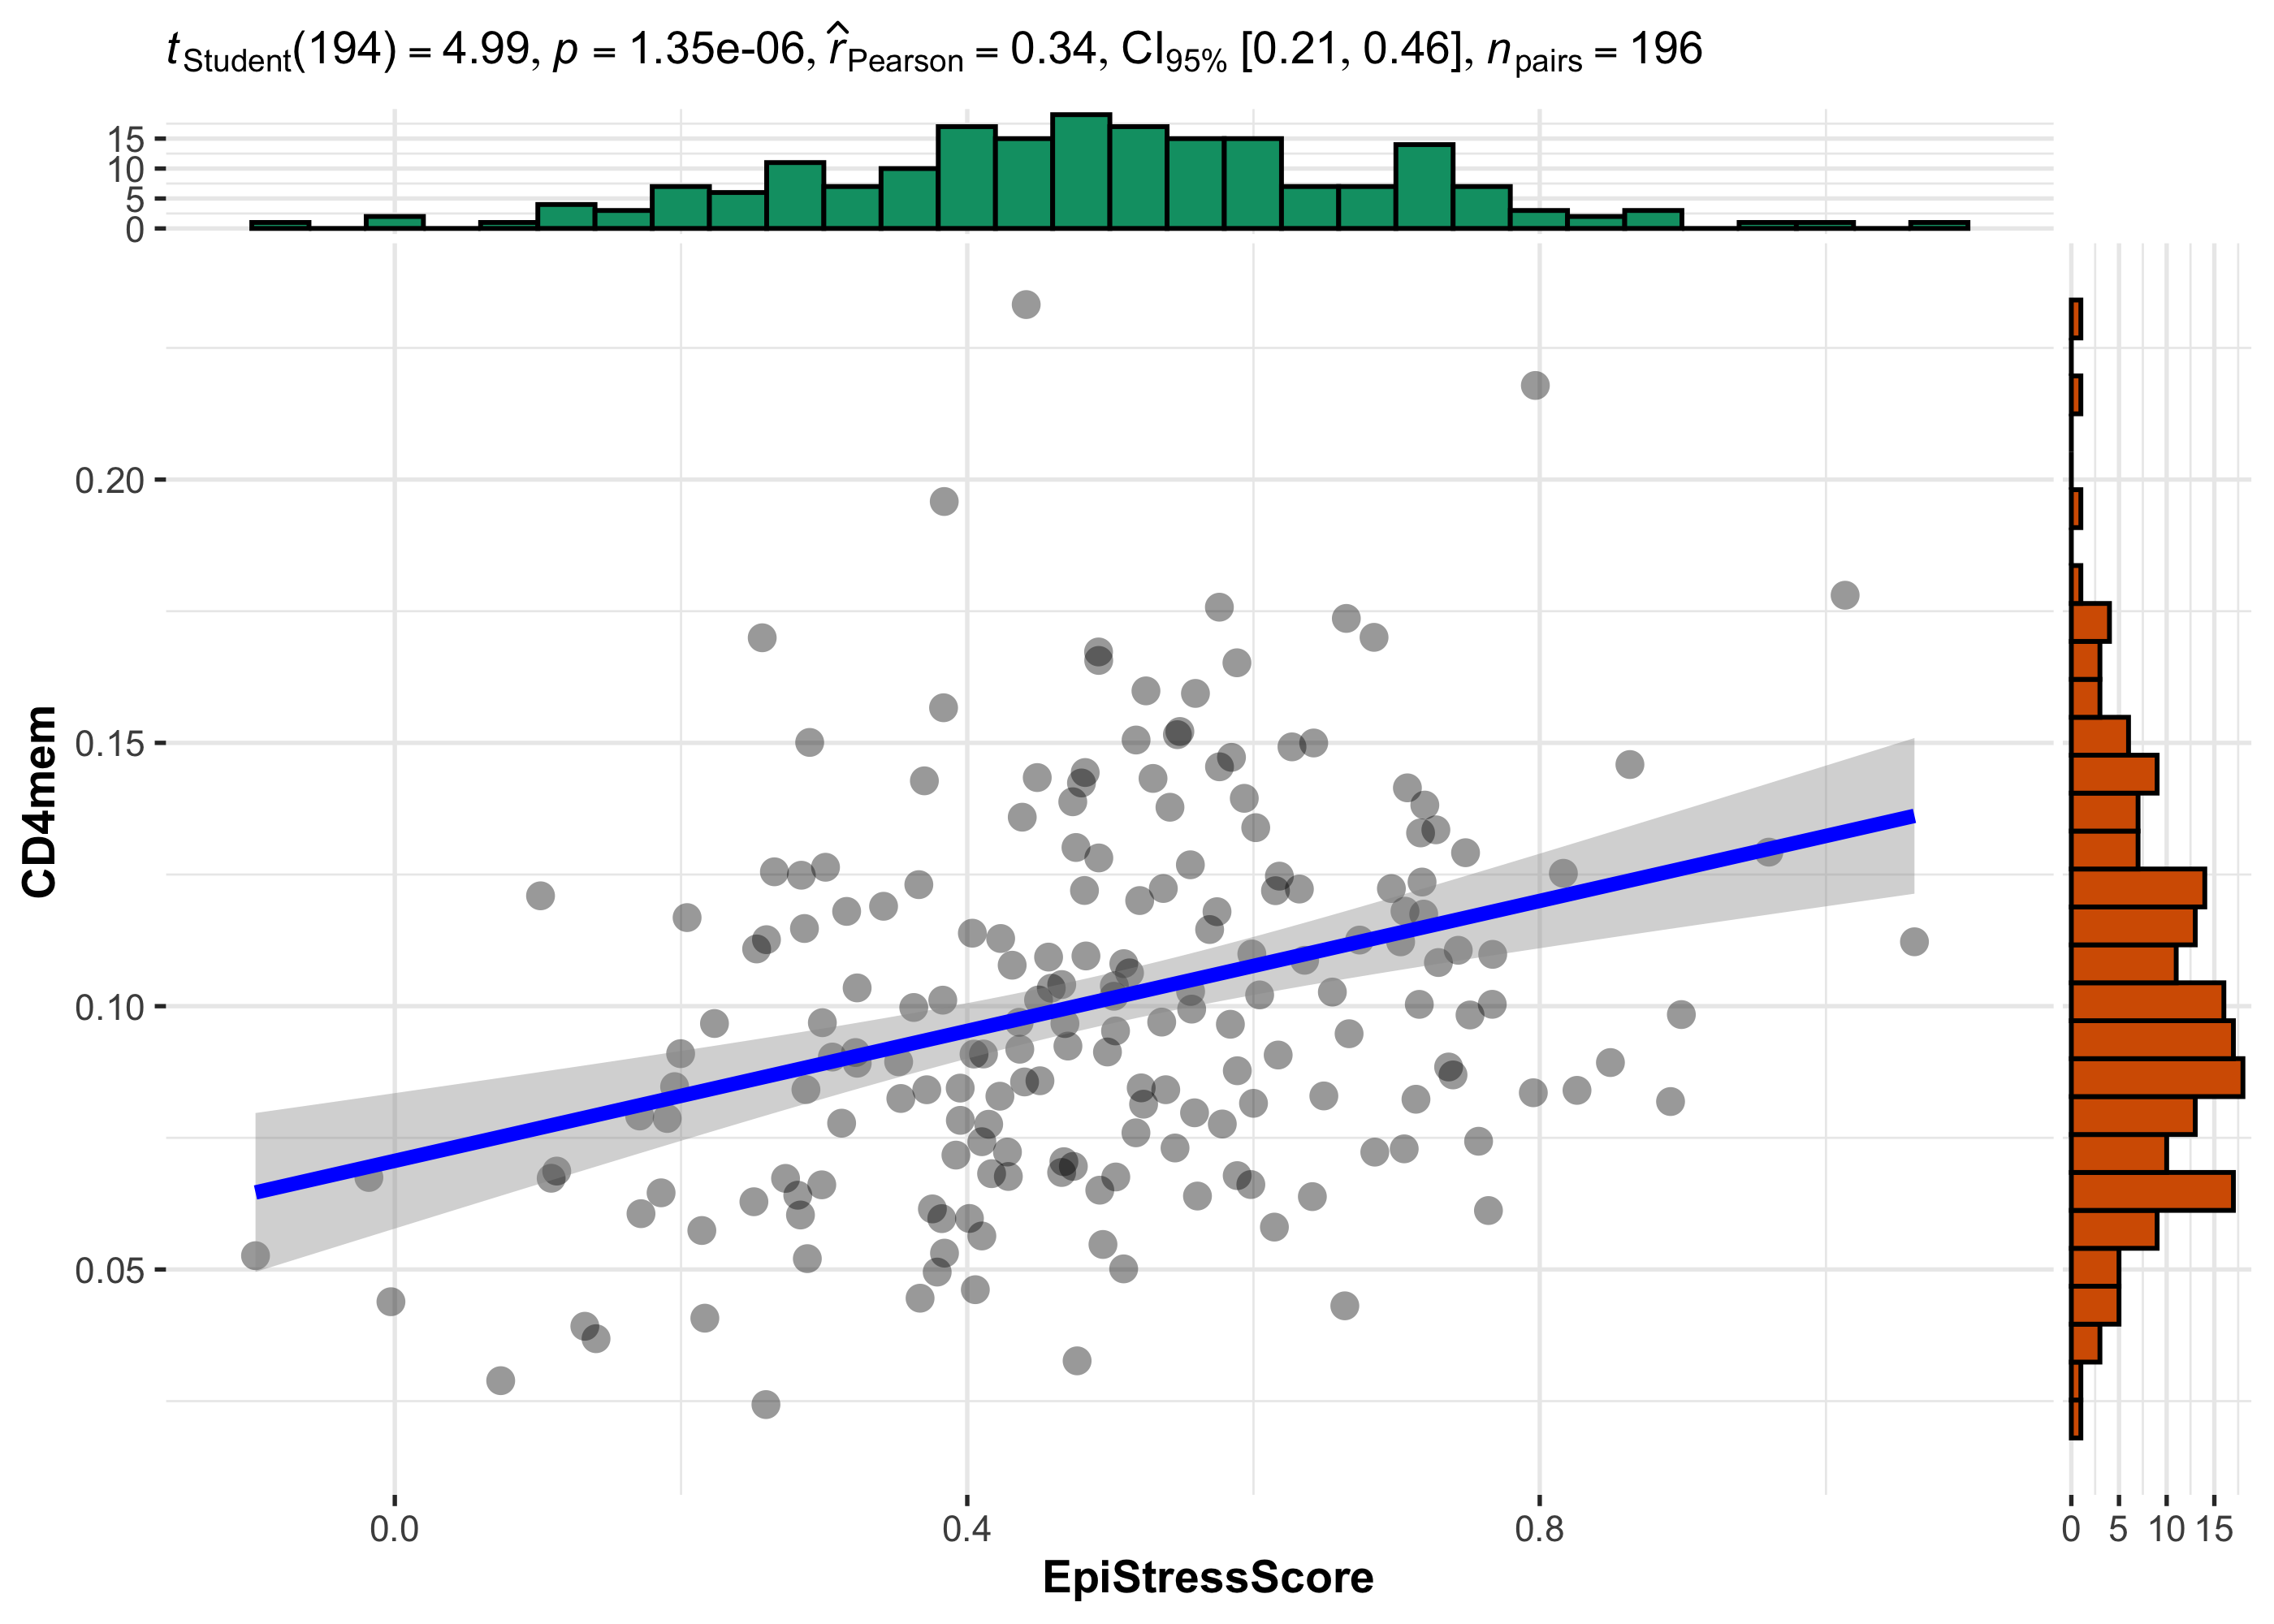 t Student(194) = 4.99, p = 1.35e-06, r̂ Pearson = 0.34, CI95% [0.21, 0.46], n pairs = 196
15
10
5
0
0.20
0.15
0.10
0.05
CD4mem
0.0 0.4 0.8
0 5 10 15
EpiStressScore